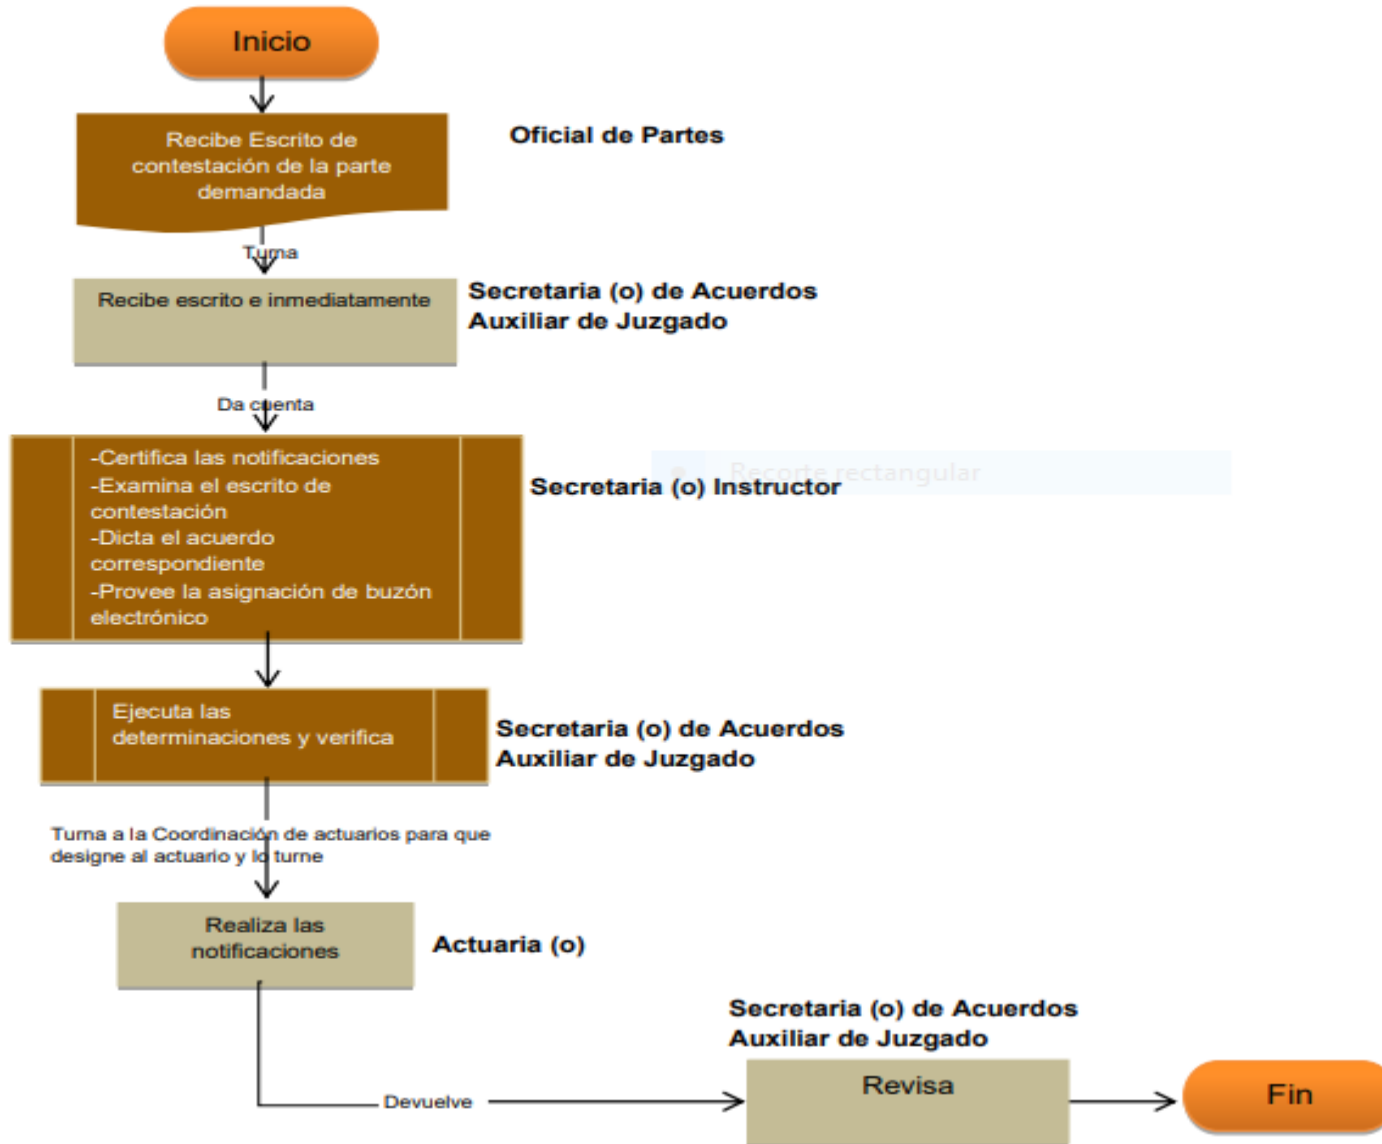 Inicio
Recibe Escrito de
contestación de la parte
demandada
Oficial de Partes
Turna
Recibe escrito e inmediatamente
Secretaria (o) de Acuerdos
Auxiliar de Juzgado
Da cuenta
-Certifica las notificaciones
-Examina el escrito de
contestación
-Dicta el acuerdo
correspondiente
-Provee la asignación de buzón
electrónico
Recorte rectangular
Secretaria (o) Instructor
Ejecuta las
determinaciones y verifica
Secretaria (o) de Acuerdos
Auxiliar de Juzgado
Turna a la Coordinación de actuarios para que
designe al actuario y lo turne
Realiza las
notificaciones
Actuaria (o)
Secretaria (o) de Acuerdos
Auxiliar de Juzgado
Devuelve
Revisa
Fin